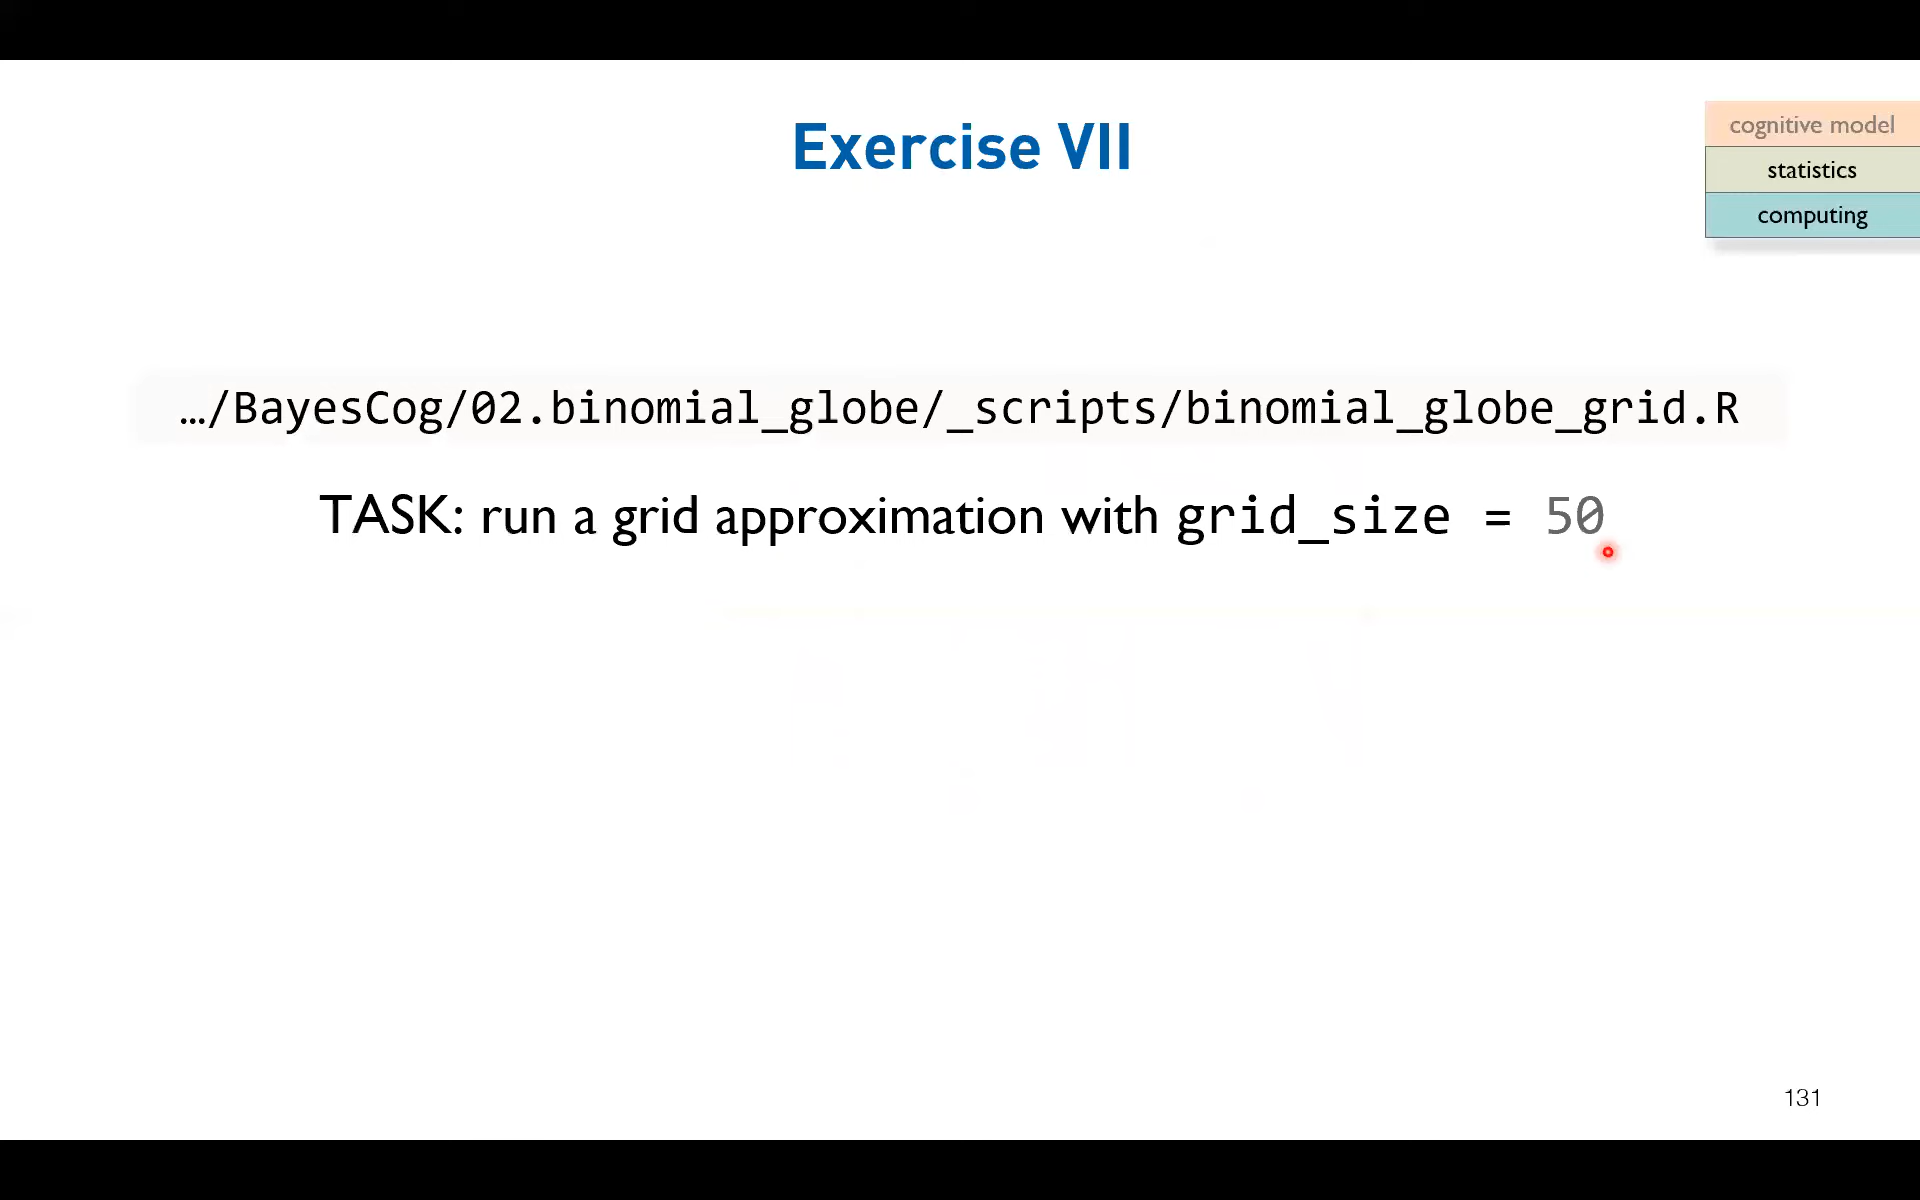 Exercise VII
cognitive model
statistics
computing
…/BayesCog/02.binomial_globe/_scripts/binomial_globe_grid.R
TASK: run a grid approximation with grid_size = 50
131